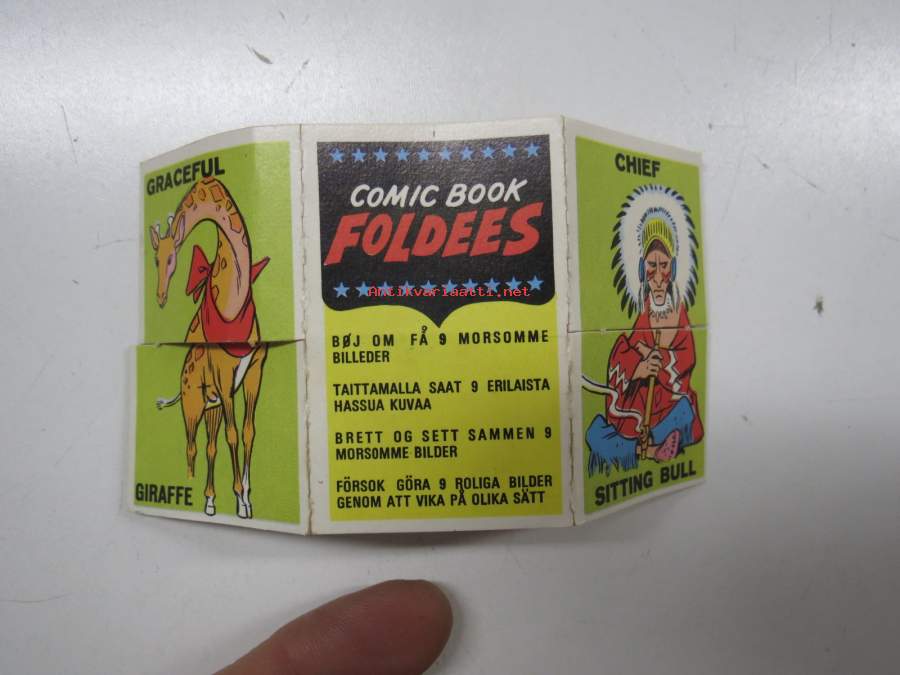 GRACEFUL
GIRAFFE
COMIC BOOK
FOLDEES
Antikvariaatti.net
BØJ OM FÅ 9 MORSOMME
BILLEDER
TAITTAMALLA SAAT 9 ERILAISTA
HASSUA KUVAA
BRETT OG SETT SAMMEN 9
MORSOMME BILDER
FÖRSOK GÖRA 9 ROLIGA BILDER
GENOM ATT VIKA PÅ OLIKA SÄTT
CHIEF
SITTING BULL